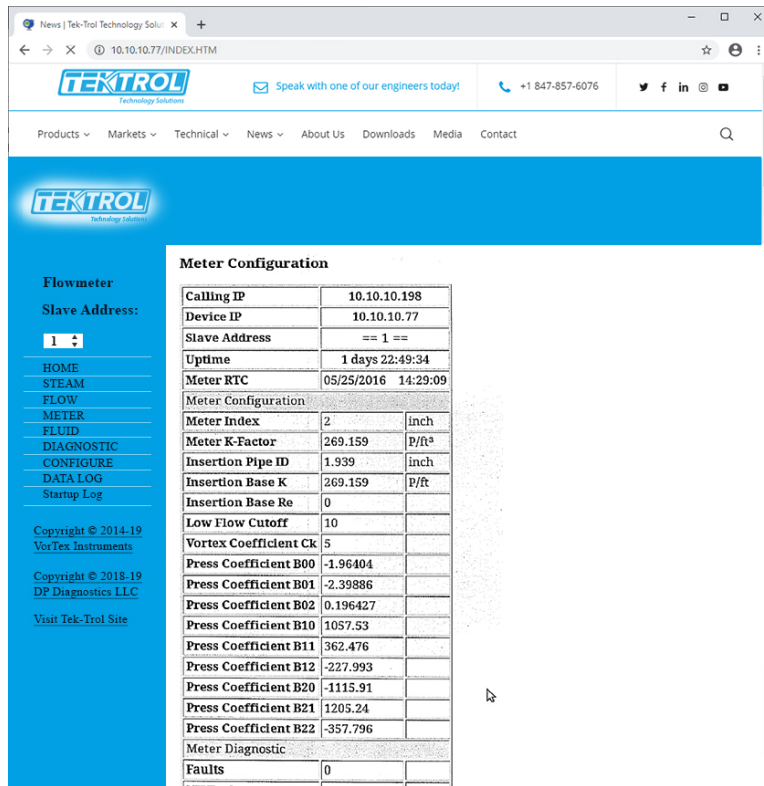 News | Tek-Trol Technology Solut
10.10.10.77/INDEX.HTM
TEKTROL
Technology Solutions
Speak with one of our engineers today!
+1 847-857-6076
Products Markets Technical News About Us Downloads Media Contact
TEKTROL
Technology Solutions
Flowmeter
Slave Address:
1
HOME
STEAM
FLOW
METER
FLUID
DIAGNOSTIC
CONFIGURE
DATA LOG
Startup Log
Copyright © 2014-19
VorTex Instruments
Copyright © 2018-19
DP Diagnostics LLC
Visit Tek-Trol Site
Meter Configuration
Calling IP 10.10.10.198
Device IP 10.10.10.77
Slave Address == 1 ==
Uptime 1 days 22:49:34
Meter RTC 05/25/2016 14:29:09
Meter Configuration
Meter Index 2 inch
Meter K-Factor 269.159 P/ft³
Insertion Pipe ID 1.939 inch
Insertion Base K 269.159 P/ft
Insertion Base Re 0
Low Flow Cutoff 10
Vortex Coefficient Ck 5
Press Coefficient B00 -1.96404
Press Coefficient B01 -2.39886
Press Coefficient B02 0.196427
Press Coefficient B10 1057.53
Press Coefficient B11 362.476
Press Coefficient B12 -227.993
Press Coefficient B20 -1115.91
Press Coefficient B21 1205.24
Press Coefficient B22 -357.796
Meter Diagnostic
Faults 0